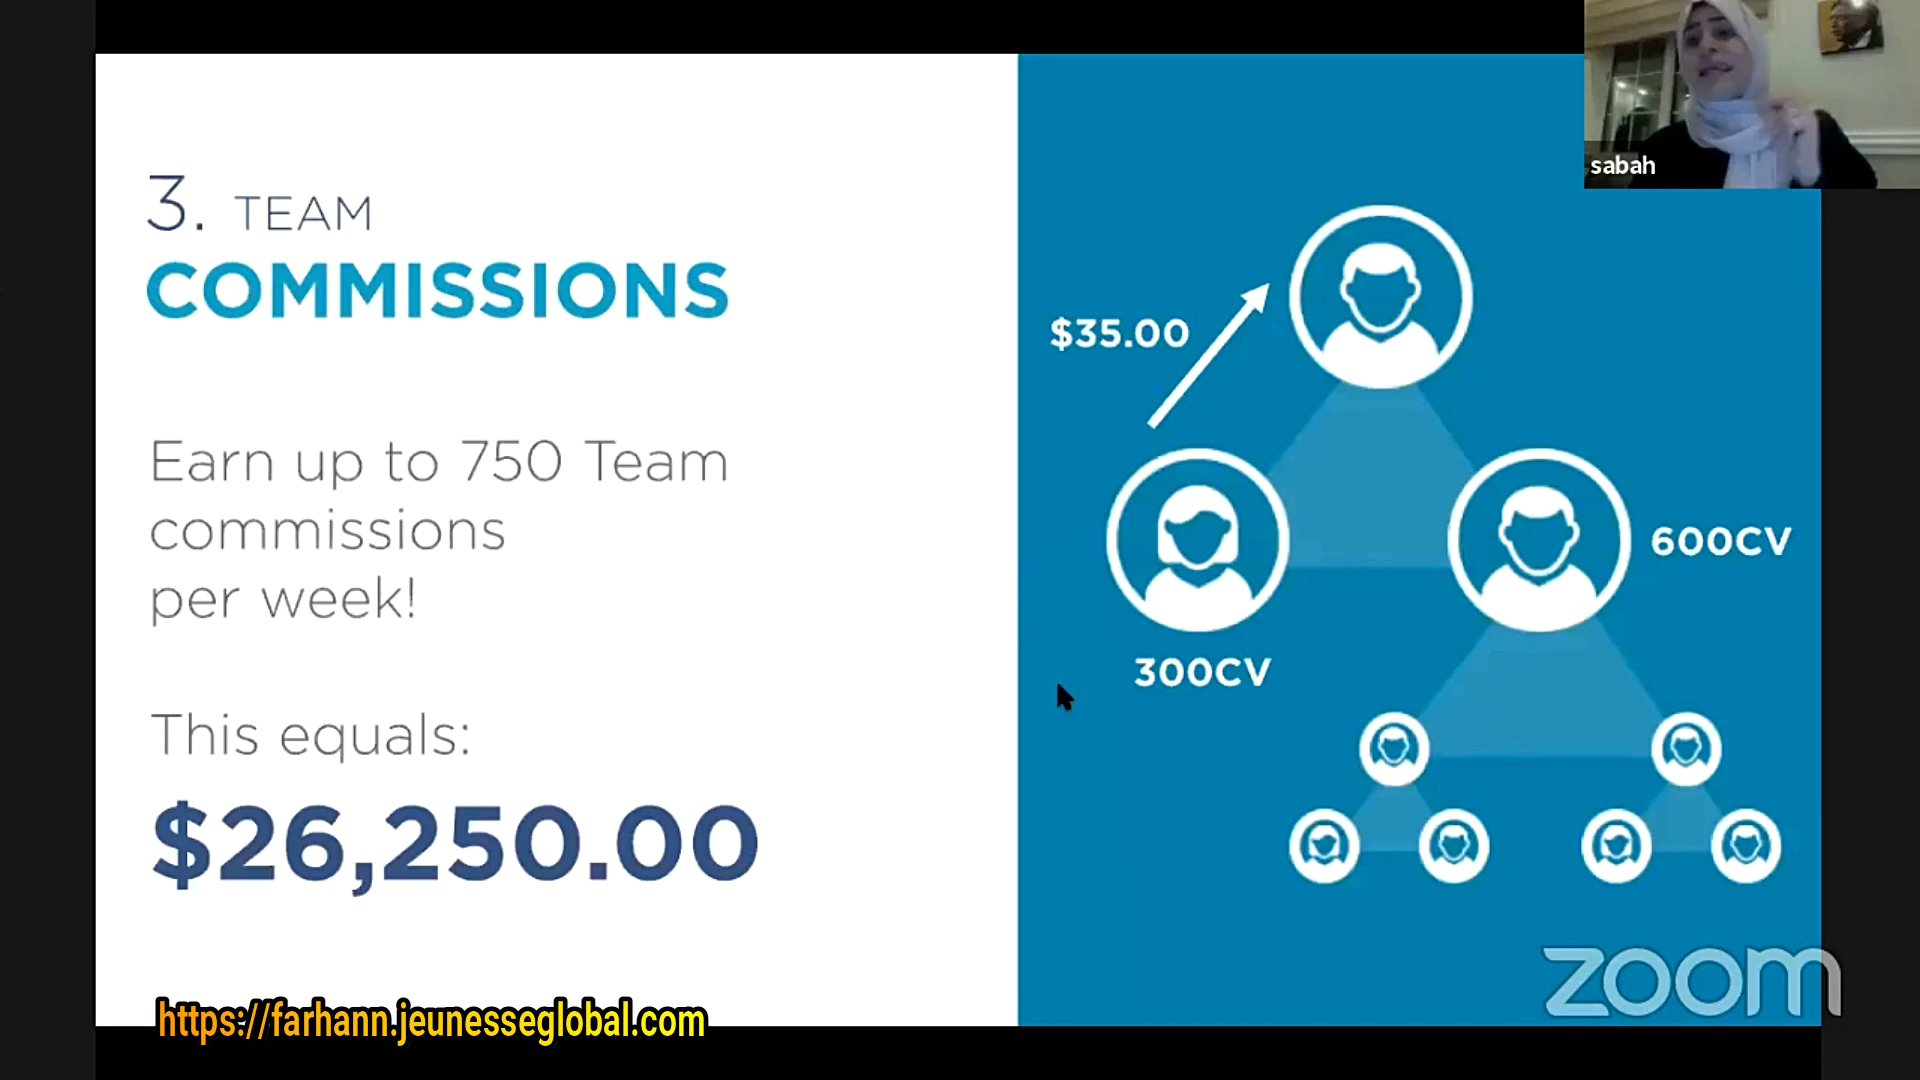 sabah
3. TEAM
COMMISSIONS
Earn up to 750 Team
commissions
per week!
This equals:
$26,250.00
$35.00
600CV
300CV
zoom
https://farhann.jeunesseglobal.com